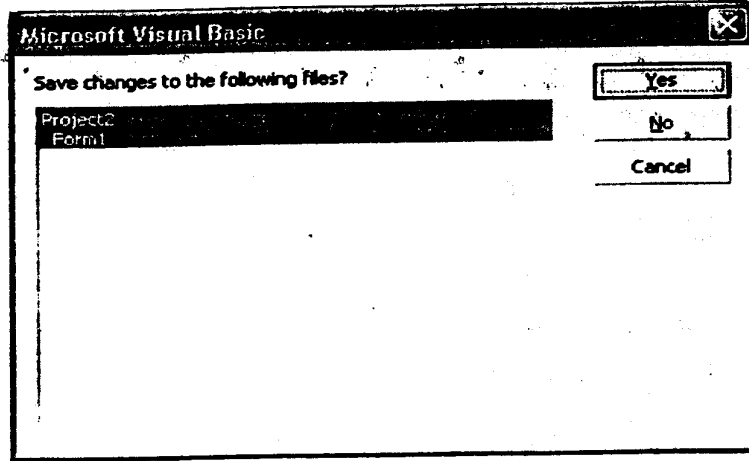 Microsoft Visual Basic
Save changes to the following files?
Yes
Project2
Form1
No
Cancel